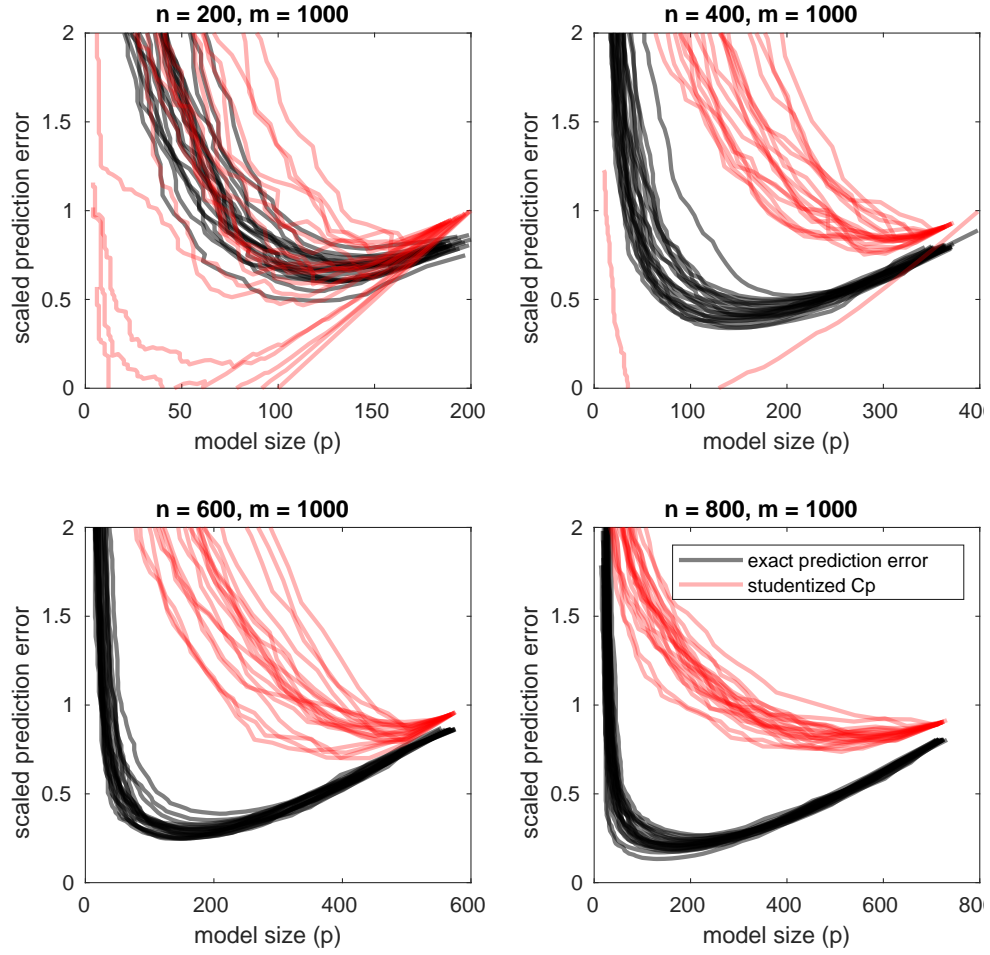 n = 200, m = 1000
2
1.5
1
0.5
0
scaled prediction error
0 50 100 150 200
model size (p)
n = 400, m = 1000
2
1.5
1
0.5
0
scaled prediction error
0 100 200 300 400
model size (p)
n = 600, m = 1000
2
1.5
1
0.5
0
scaled prediction error
0 200 400 600
model size (p)
n = 800, m = 1000
2
1.5
1
0.5
0
scaled prediction error
exact prediction error
studentized Cp
0 200 400 600 800
model size (p)